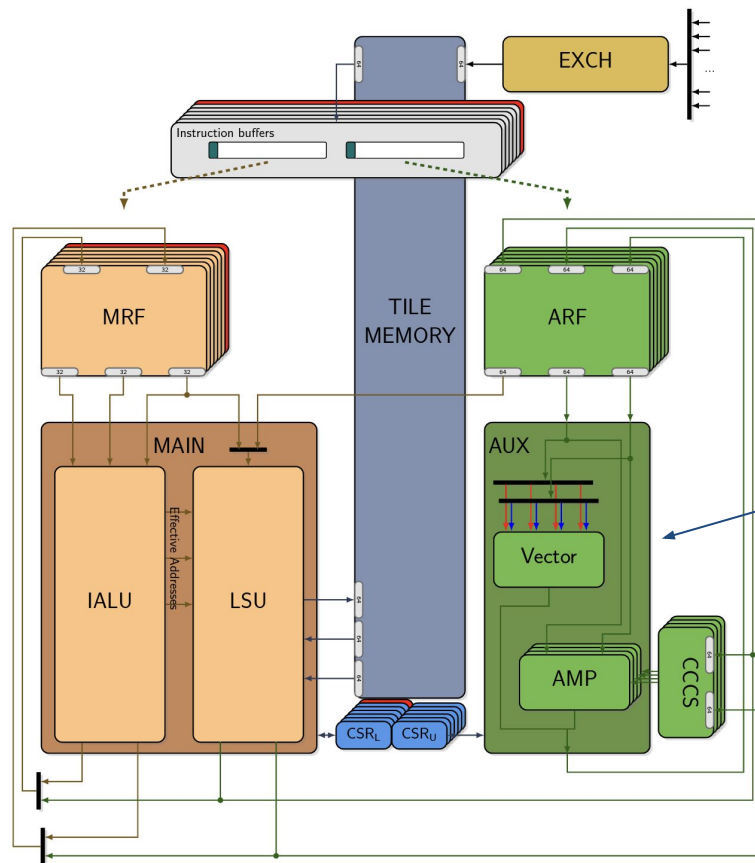 64
64
EXCH
...
Instruction buffers
32
32
64
64
64
MRF
TILE
MEMORY
ARF
32
32
32
64
64
64
MAIN
AUX
Effective Addresses
Vector
IALU
LSU
64
64
64
AMP
CCCS
64
64
CSRL
CSRU